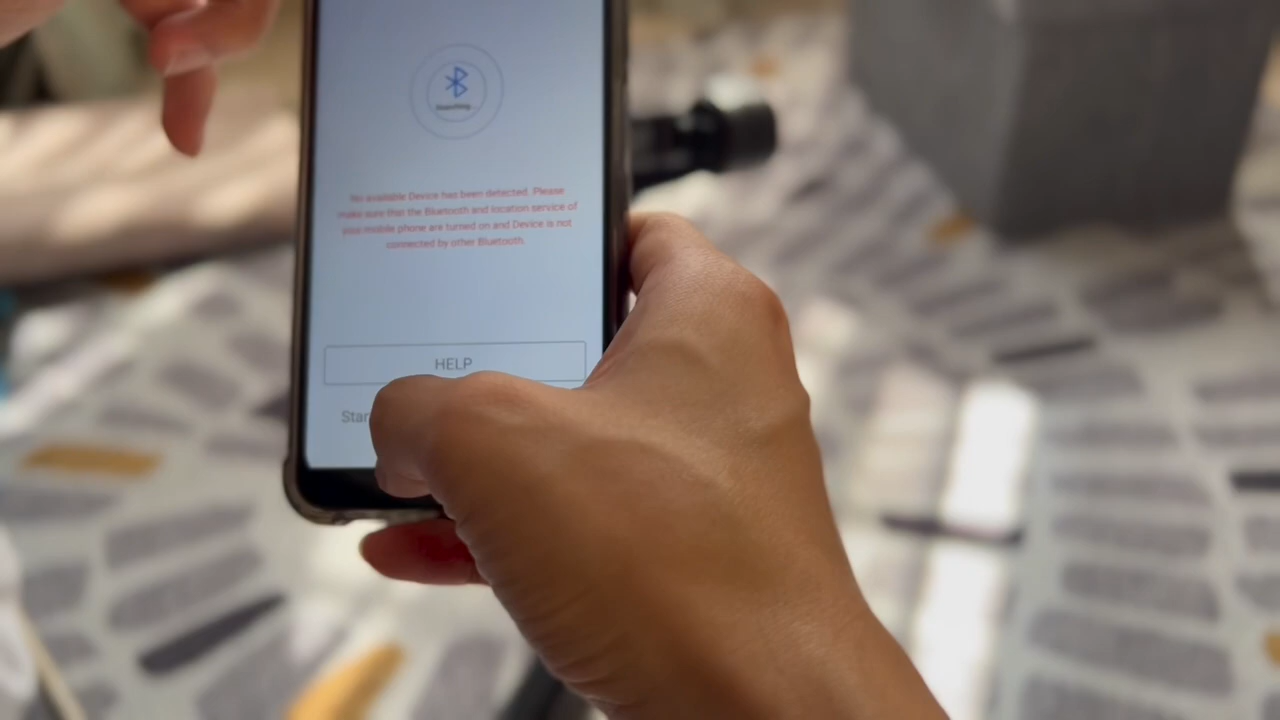 Searching...
No available Device has been detected. Please
make sure that the Bluetooth and location service of
your mobile phone are turned on and Device is not
connected by other Bluetooth.
HELP